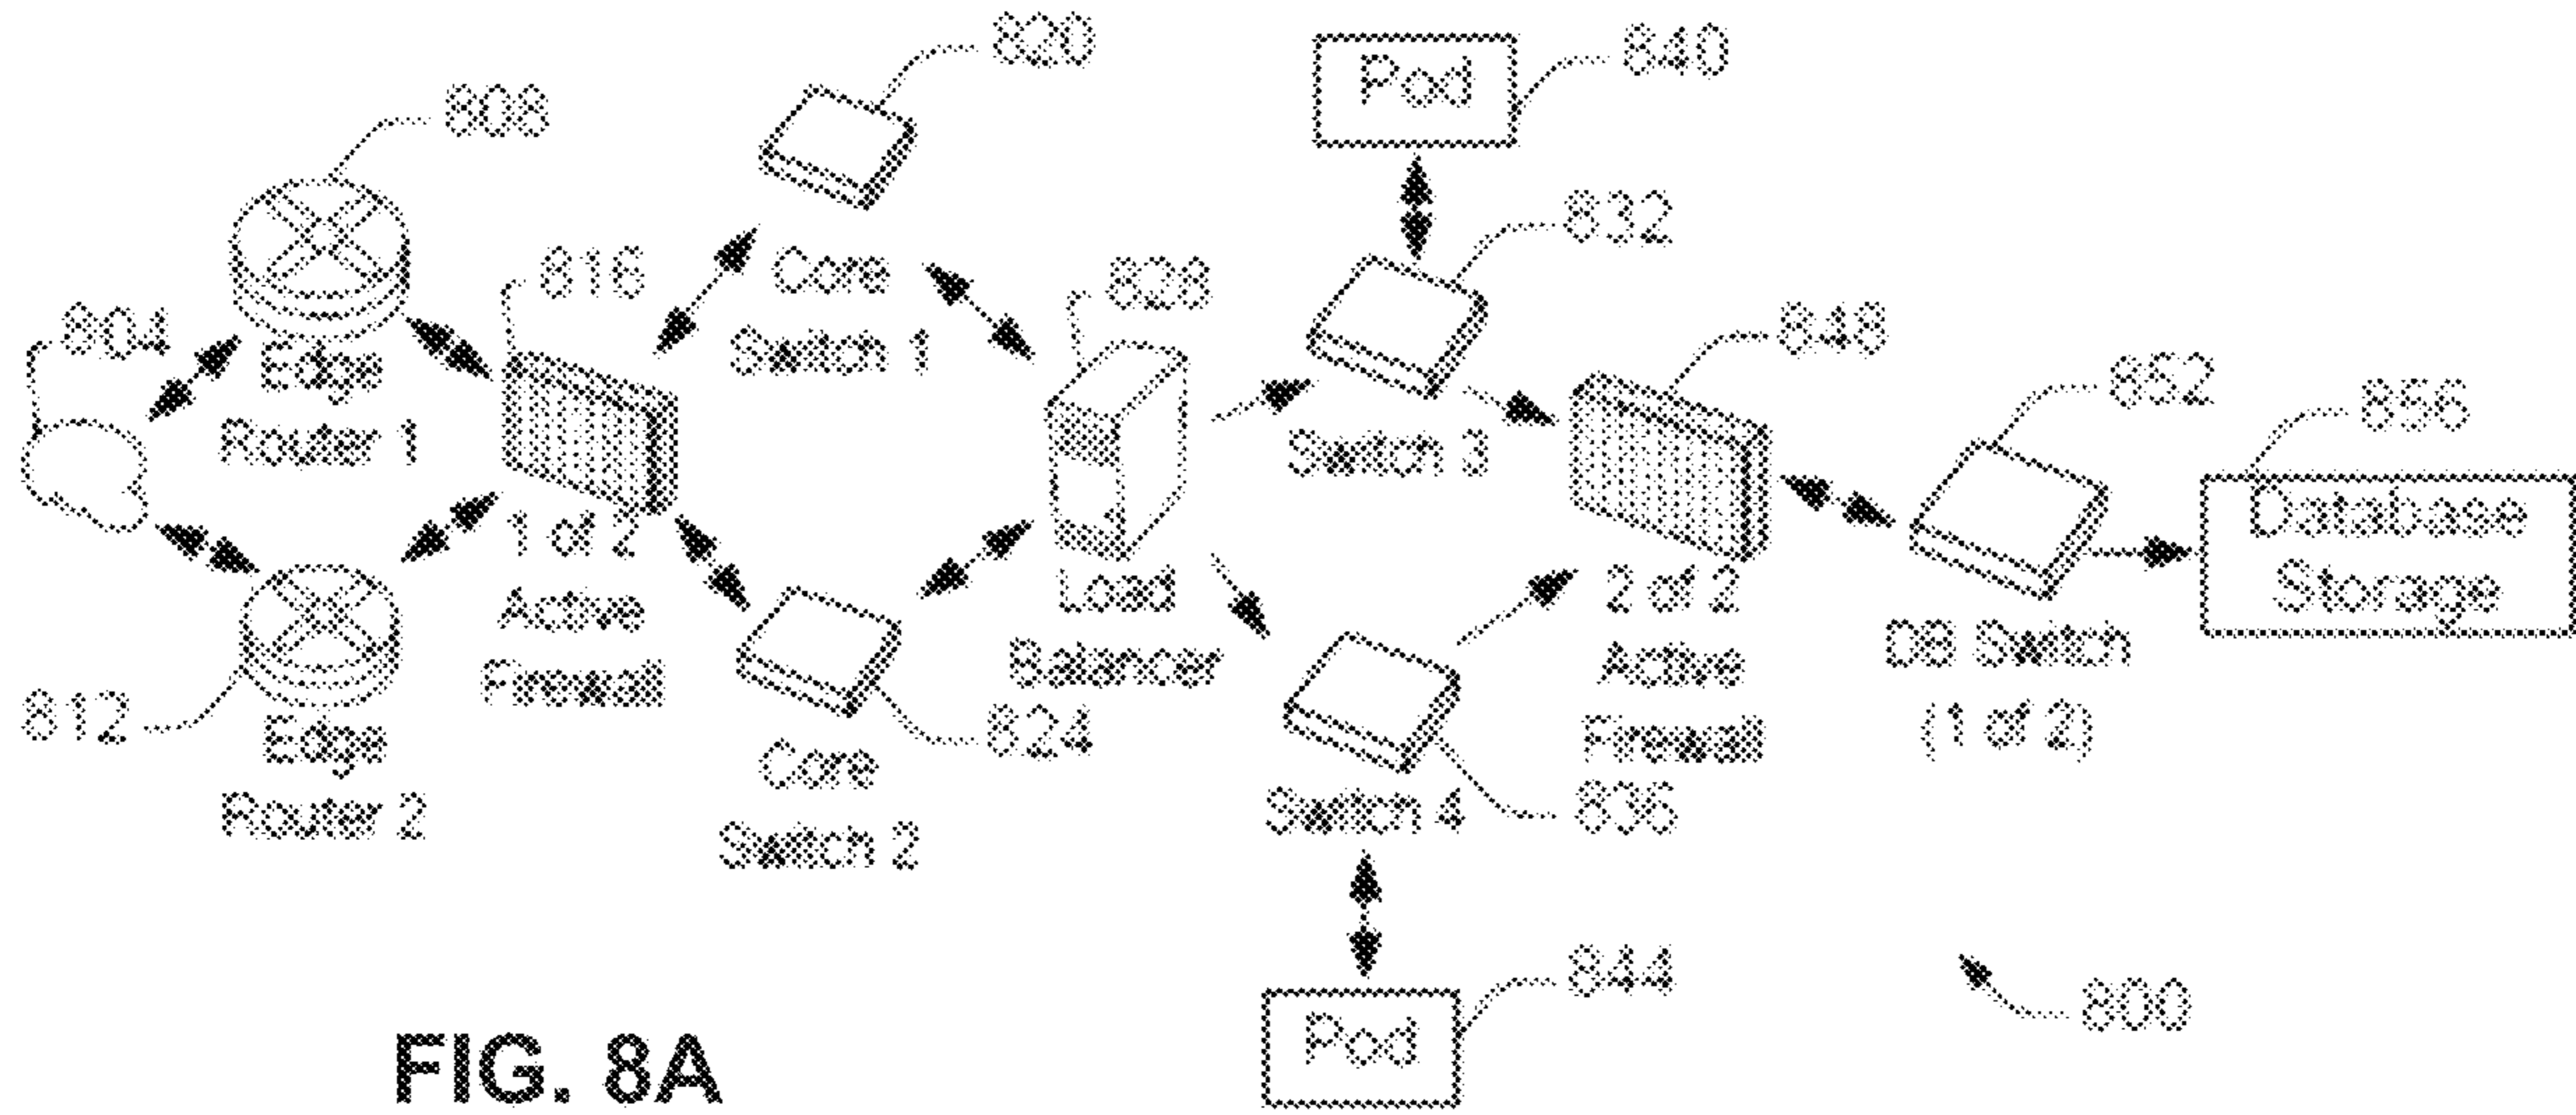 820
840
Pod
808
832
816
828
848
Core
Switch 1
804
Edge
Router 1
852
856
Switch 3
Database
Storage
1 of 2
Active
Firewall
Load
Balancer
2 of 2
Active
Firewall
DB Switch
(1 of 2)
812
Edge
Router 2
824
Core
Switch 2
836
Switch 4
844
Pod
800
FIG. 8A